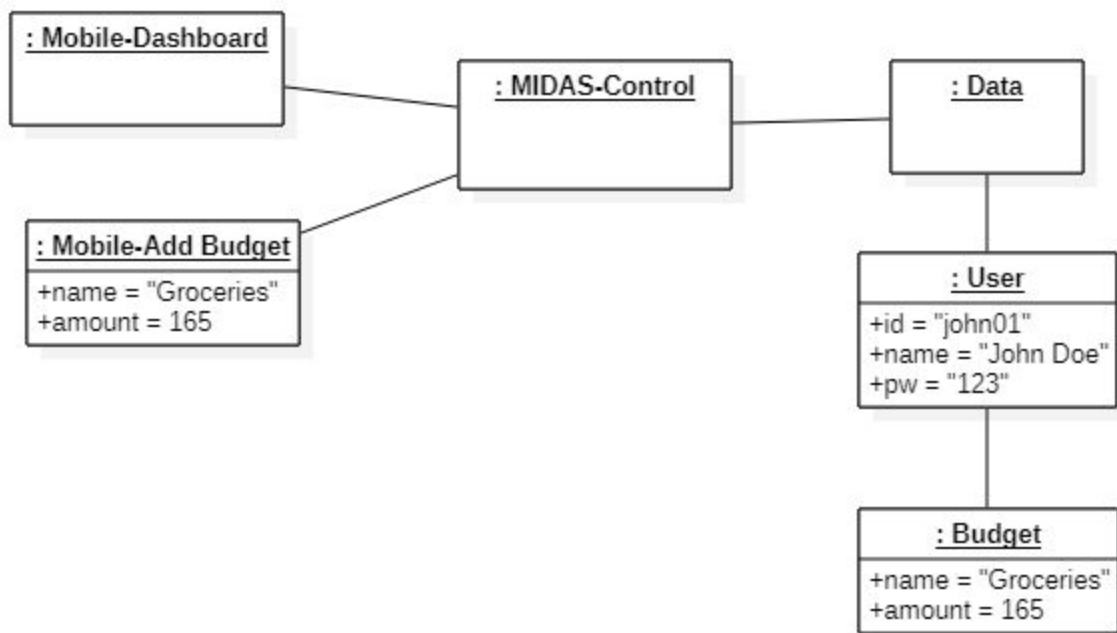 : Mobile-Dashboard
: MIDAS-Control
: Data
: Mobile-Add Budget
+name = "Groceries"
+amount = 165
: User
+id = "john01"
+name = "John Doe"
+pw = "123"
: Budget
+name = "Groceries"
+amount = 165